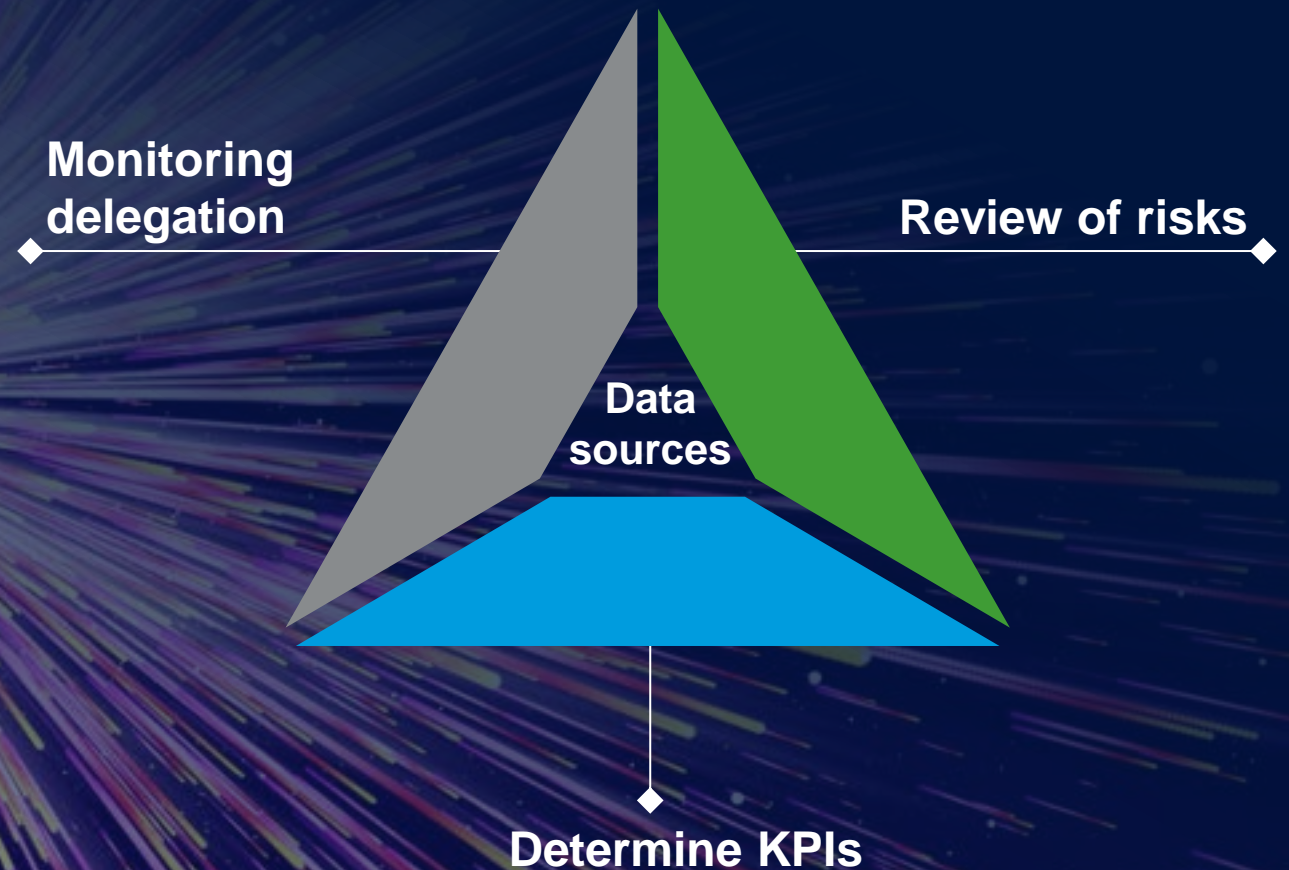 Monitoring
delegation
Review of risks
Data
sources
Determine KPIs